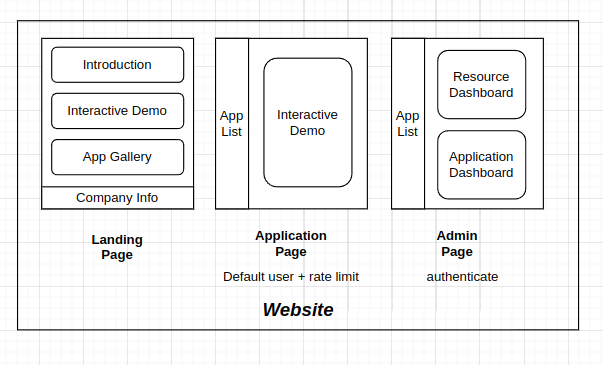 Introduction
Interactive Demo
App Gallery
Company Info
Landing
Page
App
List
Interactive
Demo
Application
Page
Default user + rate limit
App
List
Resource
Dashboard
Application
Dashboard
Admin
Page
authenticate
Website